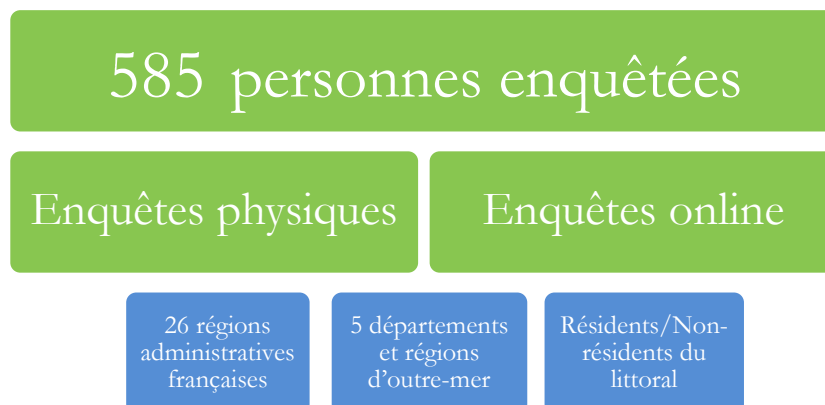 585 personnes enquêtées
Enquêtes physiques
Enquêtes online
26 régions
administratives
françaises
5 départements
et régions
d’outre-mer
Résidents/Non-
résidents du
littoral